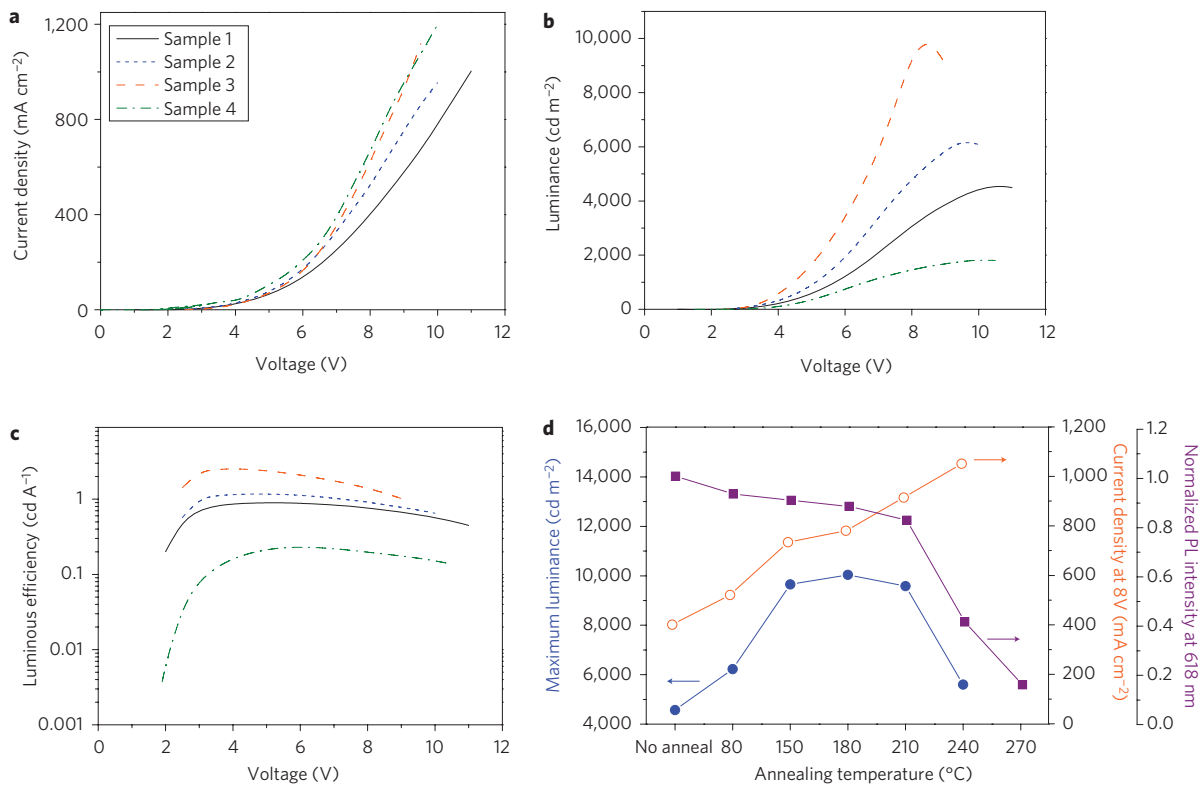 a
1,200
800
400
0
Current density (mA cm⁻²)
Sample 1
Sample 2
Sample 3
Sample 4
0 2 4 6 8 10 12
Voltage (V)
b
10,000
8,000
6,000
4,000
2,000
0
Luminance (cd m⁻²)
0 2 4 6 8 10 12
Voltage (V)
c
1
0.1
0.01
0.001
Luminous efficiency (cd A⁻¹)
0 2 4 6 8 10 12
Voltage (V)
d
16,000
14,000
12,000
10,000
8,000
6,000
4,000
Maximum luminance (cd m⁻²)
1,200
1,000
800
600
400
200
0
Current density at 8V (mA cm⁻²)
1.2
1.0
0.8
0.6
0.4
0.2
0.0
Normalized PL intensity at 618 nm
No anneal 80 150 180 210 240 270
Annealing temperature (°C)